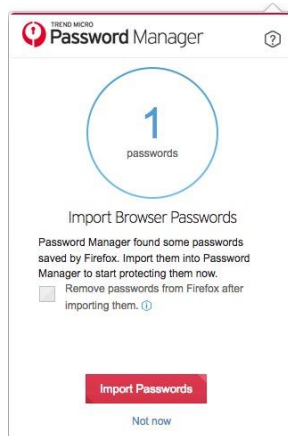 TREND MICRO
Password Manager
?
1
passwords
Import Browser Passwords
Password Manager found some passwords
saved by Firefox. Import them into Password
Manager to start protecting them now.
Remove passwords from Firefox after
importing them. i
Import Passwords
Not now